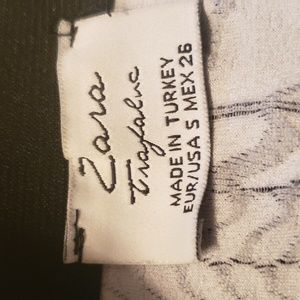 Zara
Trafaluc
MADE IN TURKEY
EUR/USA S MEX 26